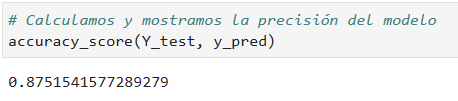 # Calculamos y mostramos la precisión del modelo
accuracy_score(Y_test, y_pred)
0.8751541577289279